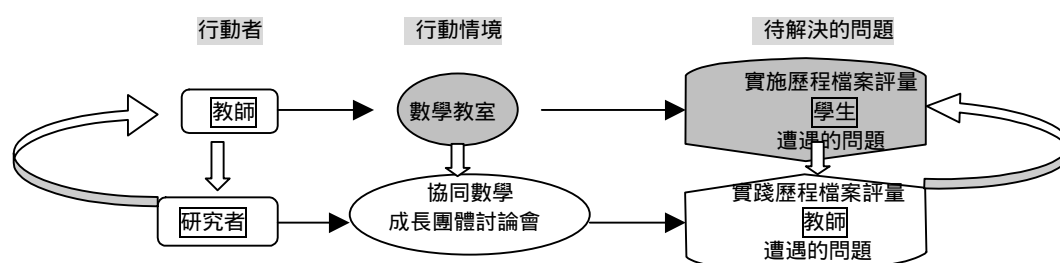 行動者 行動情境 待解決的問題
教師
數學教室
實施歷程檔案評量
學生
遭遇的問題
研究者
協同數學
成長團體討論會
實踐歷程檔案評量
教師
遭遇的問題